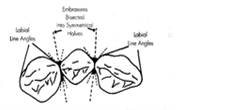 Embrasures
Bisected
into Symmetrical
Halves
Labial
Line Angles
Labial
Line Angles